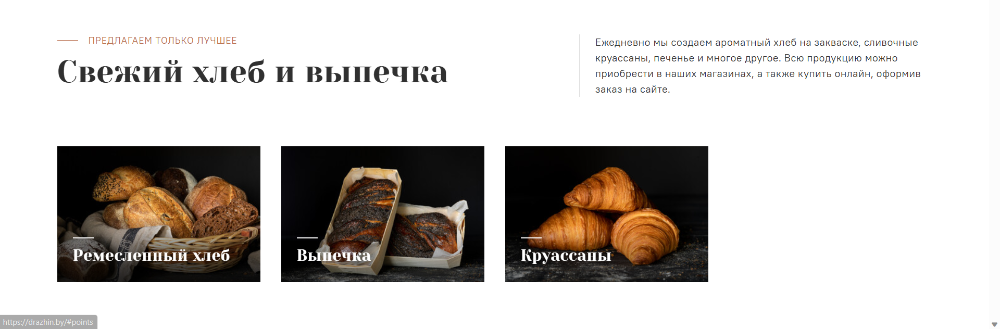 ПРЕДЛАГАЕМ ТОЛЬКО ЛУЧШЕЕ
Свежий хлеб и выпечка
Ежедневно мы создаем ароматный хлеб на закваске, сливочные
круассаны, печенье и многое другое. Всю продукцию можно
приобрести в наших магазинах, а также купить онлайн, оформив
заказ на сайте.
Ремесленный хлеб
Выпечка
Круассаны
https://drazhin.by/#points